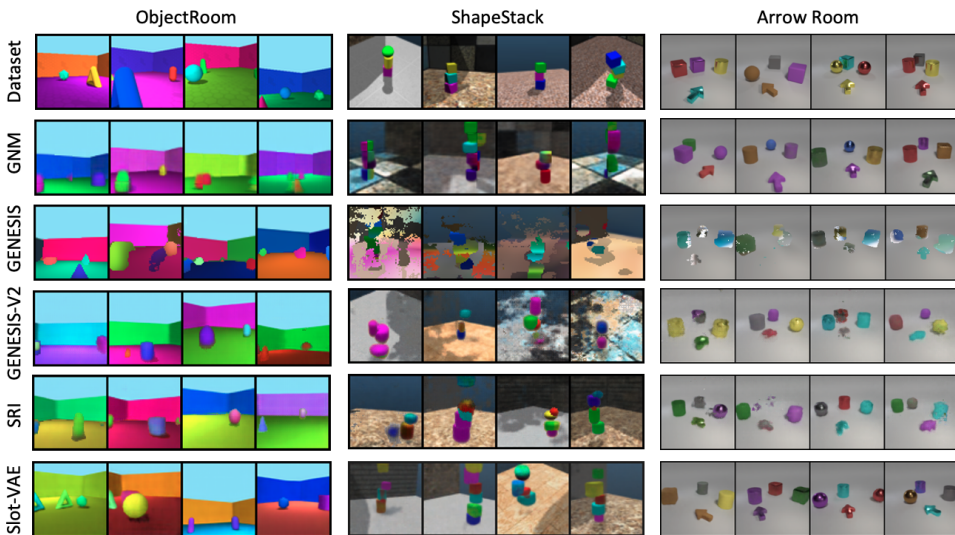 ObjectRoom ShapeStack Arrow Room
Dataset
GNM
GENESIS
GENESIS-V2
SRI
Slot-VAE